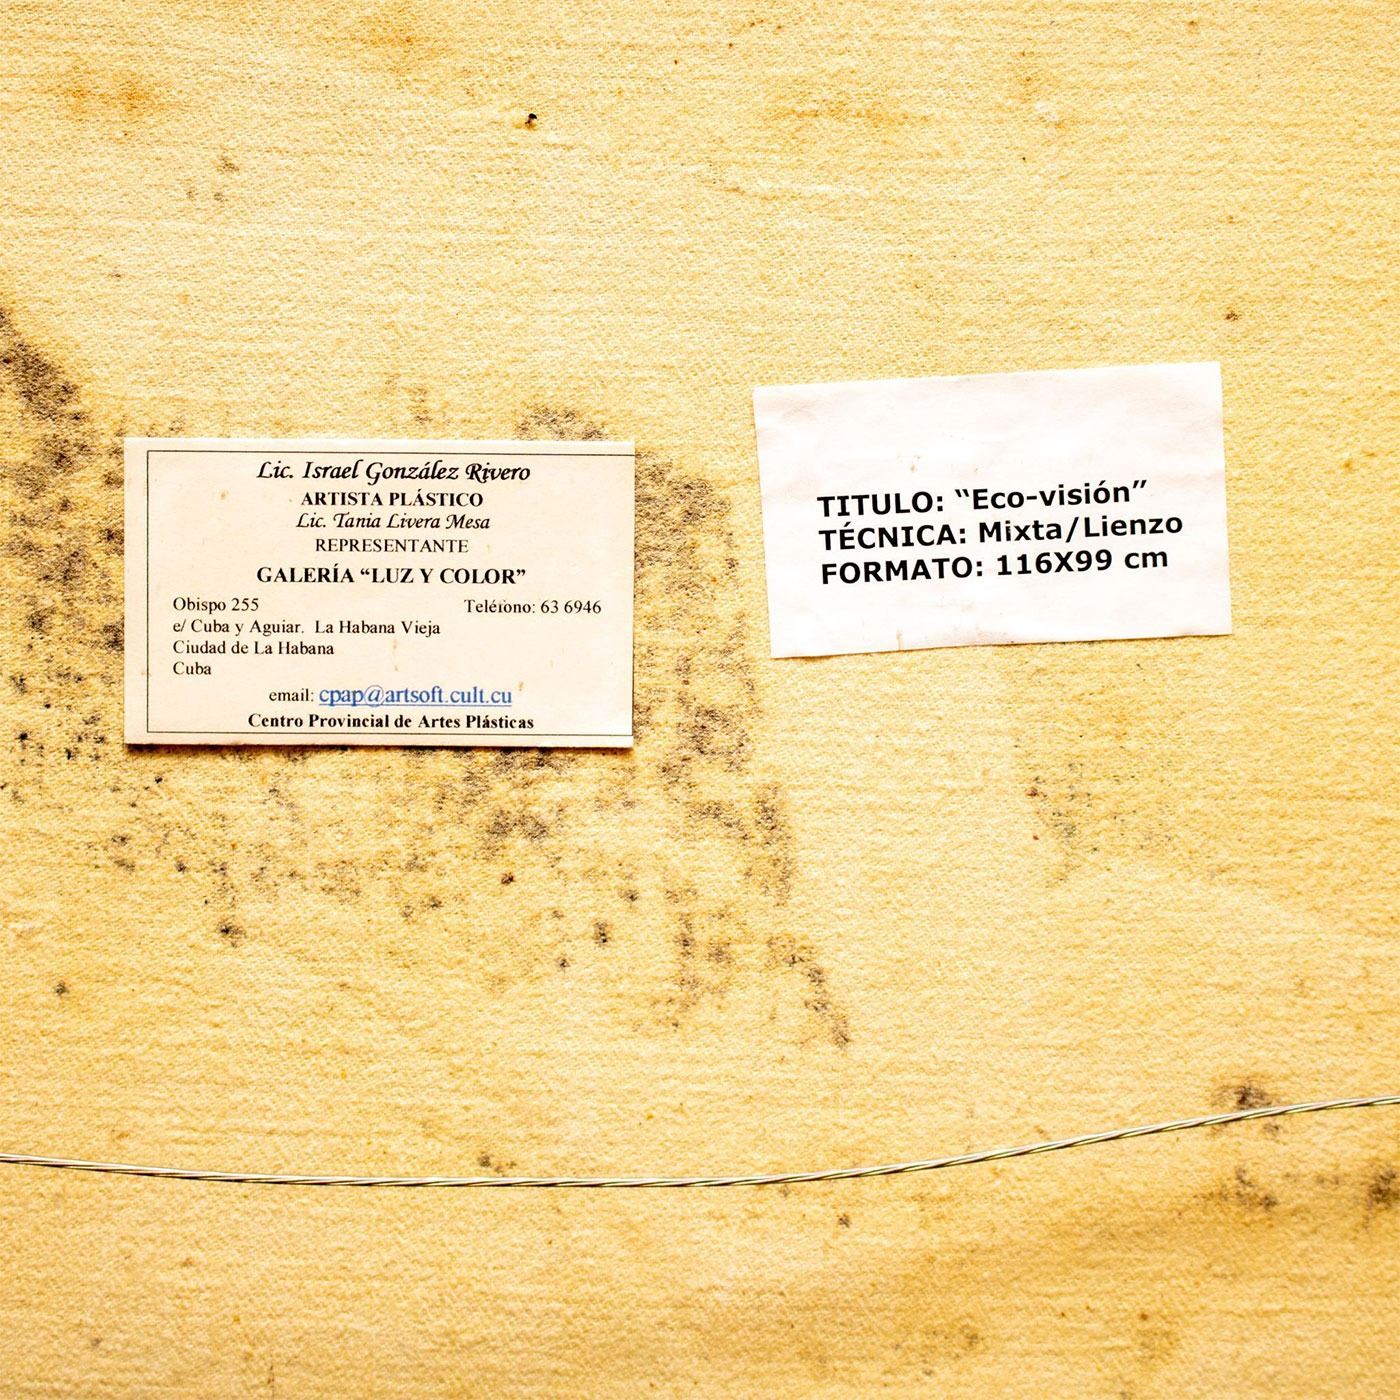 Lic. Israel González Rivero
ARTISTA PLÁSTICO
Lic. Tania Livera Mesa
REPRESENTANTE
GALERÍA “LUZ Y COLOR”
Obispo 255 Teléfono: 63 6946
e/ Cuba y Aguiar. La Habana Vieja
Ciudad de La Habana
Cuba
email: cpap@artsoft.cult.cu
Centro Provincial de Artes Plásticas
TITULO: “Eco-visión”
TÉCNICA: Mixta/Lienzo
FORMATO: 116X99 cm